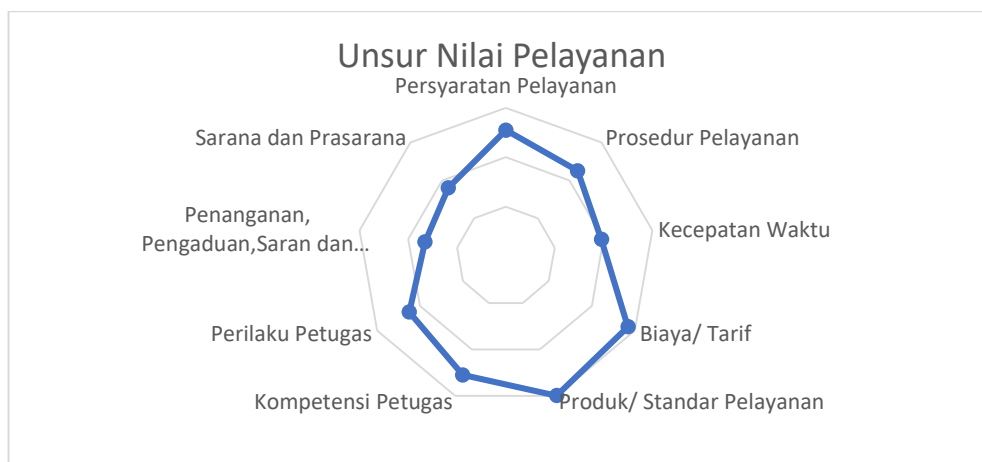 Unsur Nilai Pelayanan
Persyaratan Pelayanan
Sarana dan Prasarana
Prosedur Pelayanan
Penanganan,
Pengaduan,Saran dan...
Kecepatan Waktu
Perilaku Petugas
Biaya/ Tarif
Kompetensi Petugas
Produk/ Standar Pelayanan